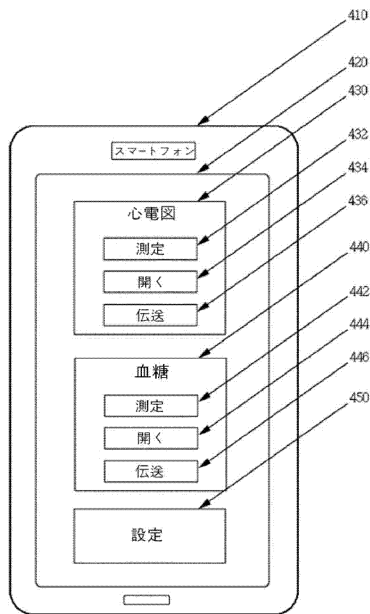 410
420
430
スマートフォン
432
心電図
434
測定
436
開く
440
伝送
442
血糖
444
測定
446
開く
450
伝送
設定